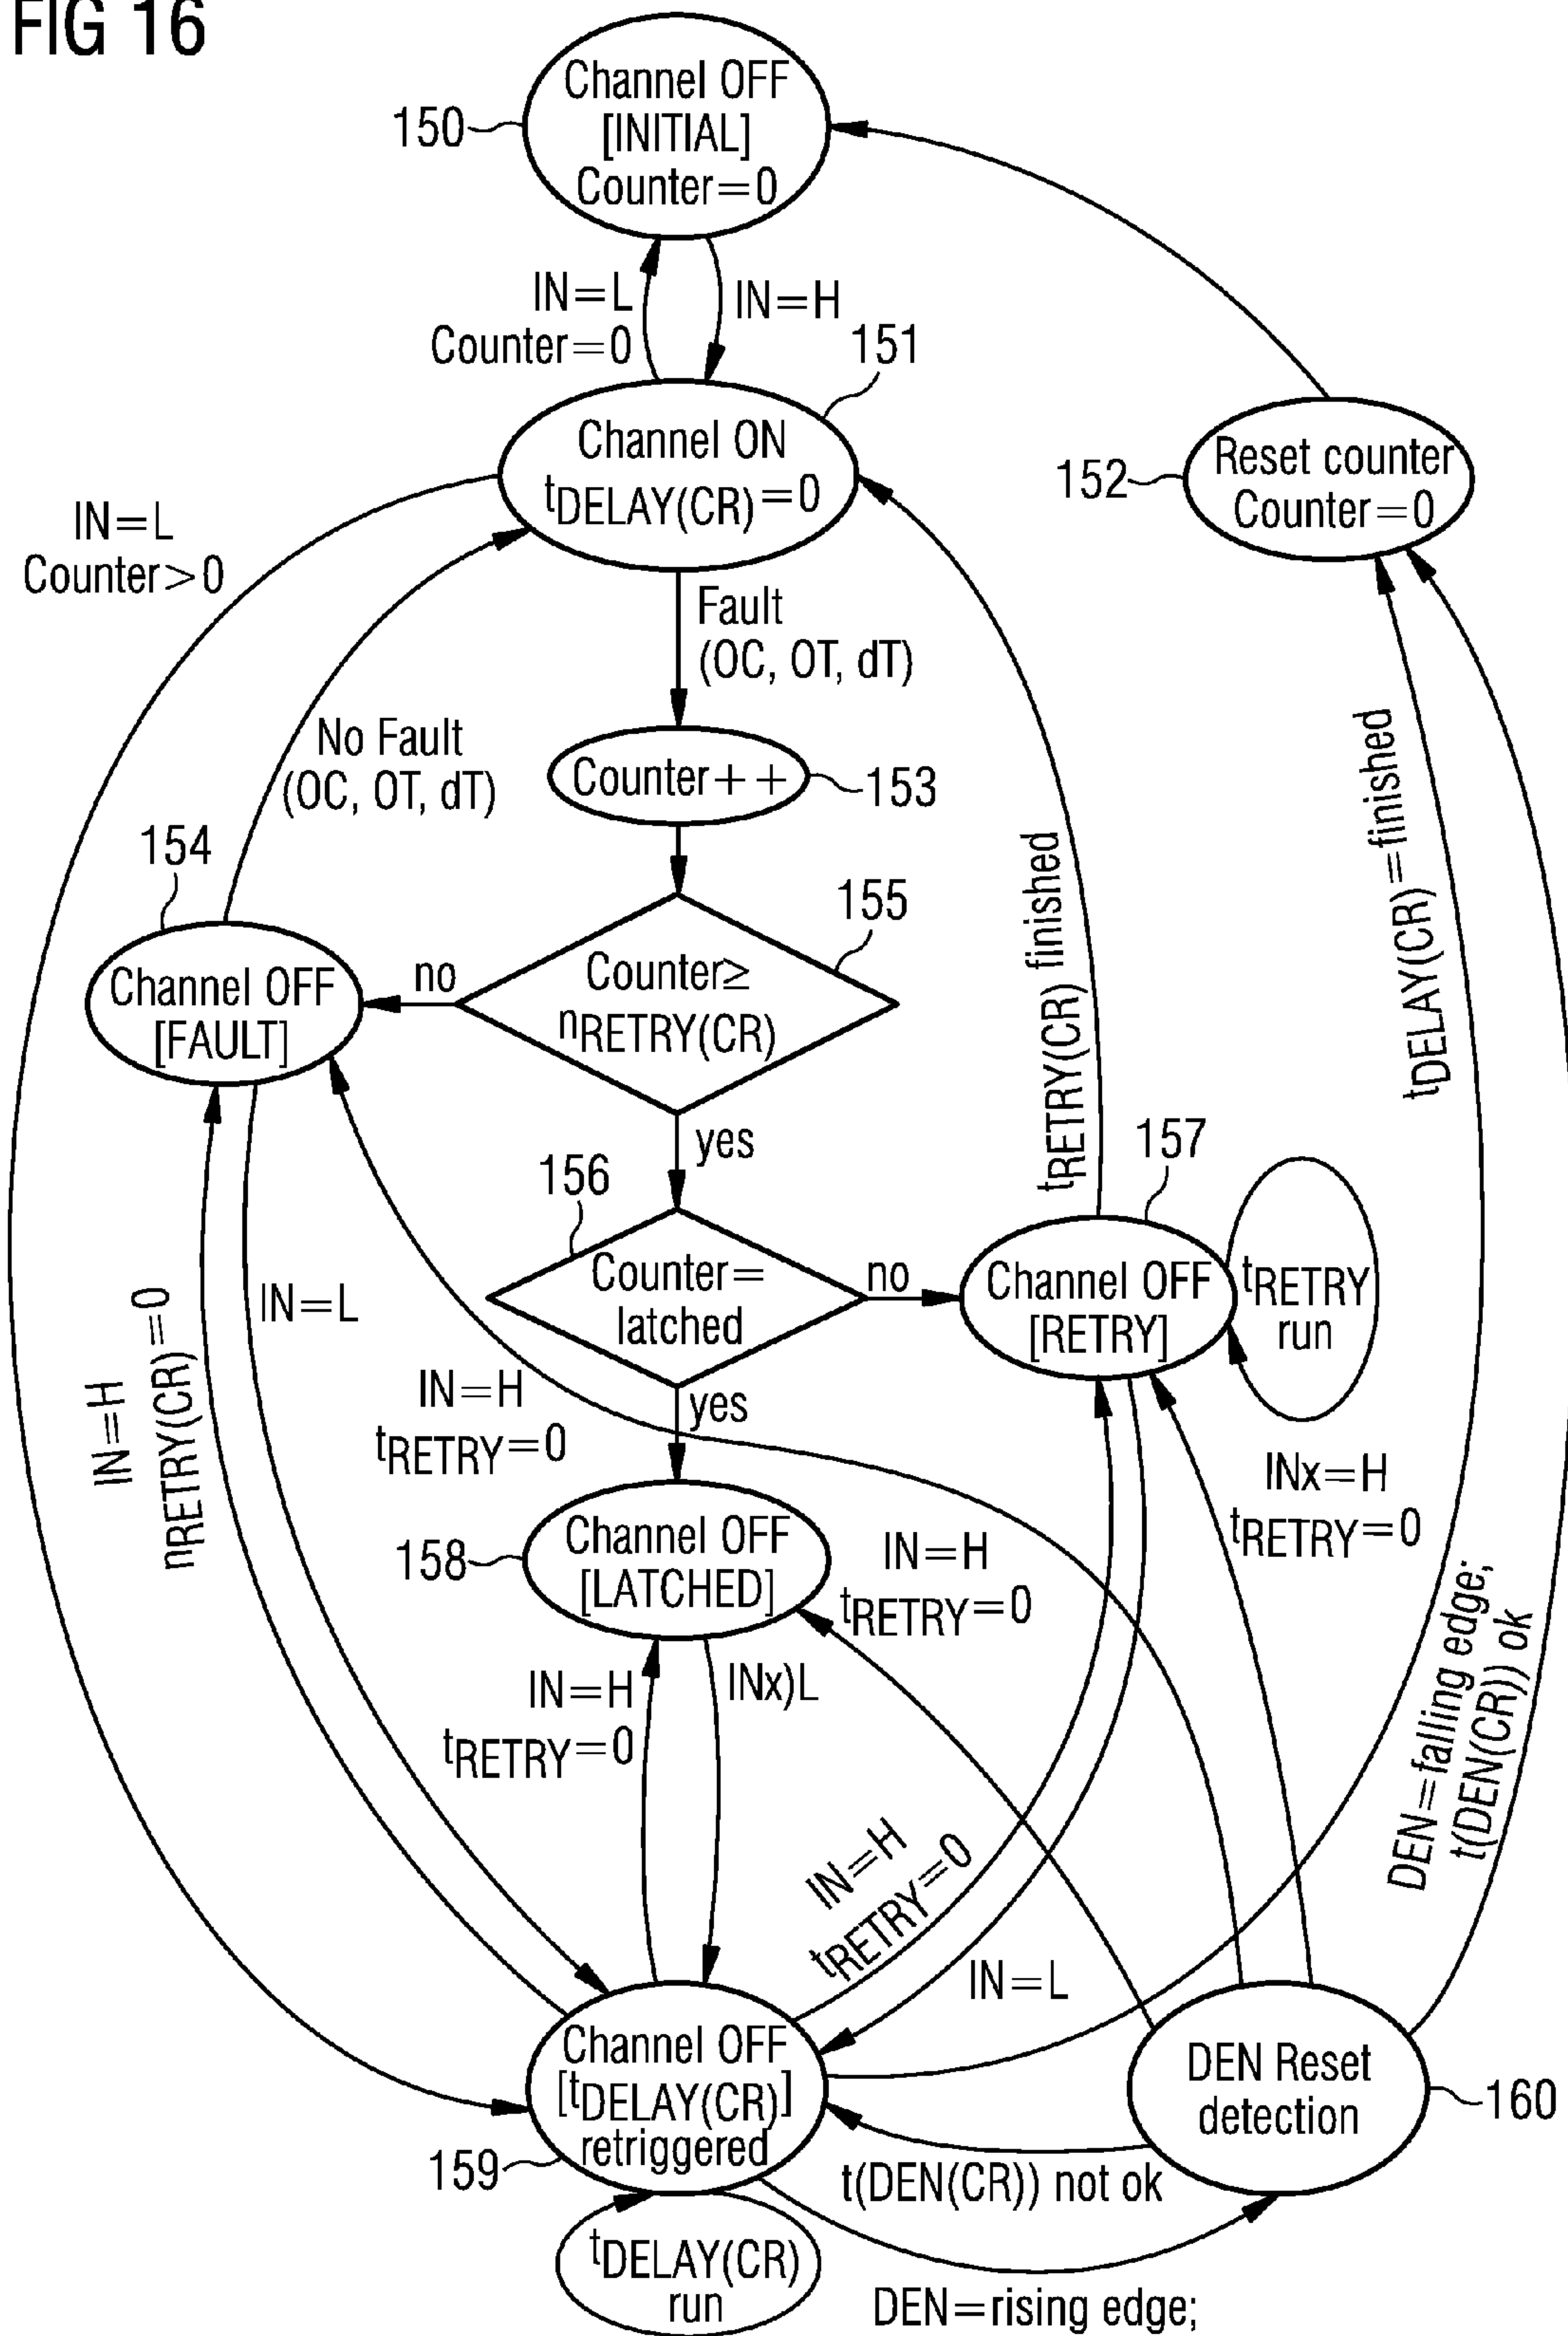 FIG 16
Channel OFF
[INITIAL]
Counter=0
150
IN=L
Counter=0
IN=H
151
Channel ON
tDELAY(CR)=0
152
Reset counter
Counter=0
IN=L
Counter>0
Fault
(OC, OT, dT)
No Fault
(OC, OT, dT)
Counter++
153
154
Channel OFF
[FAULT]
no
155
Counter≥
nRETRY(CR)
yes
tRETRY(CR) finished
tDELAY(CR)=finished
156
Counter=
latched
no
157
Channel OFF
[RETRY]
tRETRY
run
IN=H
nRETRY(CR)=0
IN=L
IN=H
tRETRY=0
yes
INx=H
tRETRY=0
158
Channel OFF
[LATCHED]
IN=H
tRETRY=0
IN=H
tRETRY=0
INx)L
DEN=falling edge;
t(DEN(CR)) ok
IN=H
tRETRY=0
IN=L
Channel OFF
[tDELAY(CR)]
retriggered
159
DEN Reset
detection
160
t(DEN(CR)) not ok
tDELAY(CR)
run
DEN=rising edge;